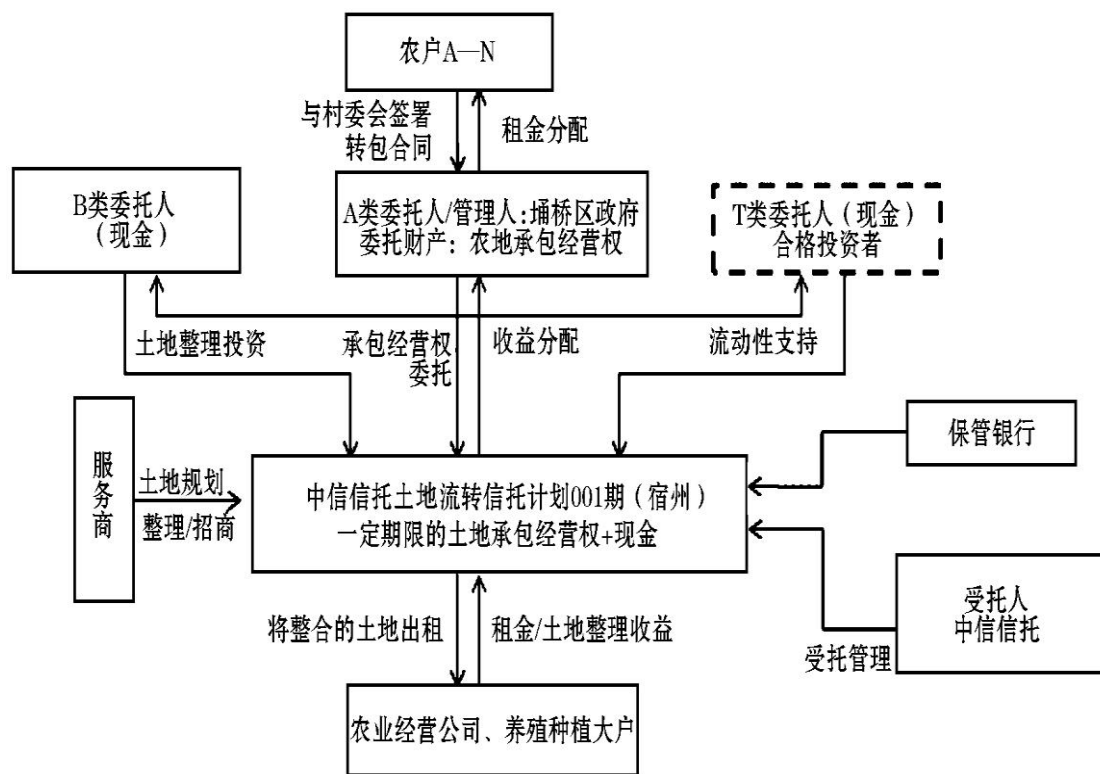 农户A—N
与村委会签署
转包合同
租金分配
B类委托人
（现金）
A类委托人/管理人:埇桥区政府
委托财产：农地承包经营权
T类委托人（现金）
合格投资者
土地整理投资
承包经营权
委托
收益分配
流动性支持
服务商
土地规划
整理/招商
中信信托土地流转信托计划001期（宿州）
一定期限的土地承包经营权+现金
保管银行
受托人
中信信托
受托管理
将整合的土地出租
租金/土地整理收益
农业经营公司、养殖种植大户